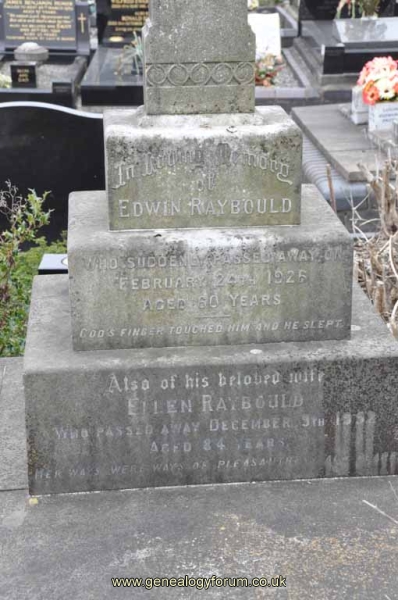 In Loving Memory
of
EDWIN RAYBOULD
WHO SUDDENLY PASSED AWAY ON
FEBRUARY 24TH 1926
AGED 60 YEARS
GOD'S FINGER TOUCHED HIM AND HE SLEPT.
Also of his beloved wife
ELLEN RAYBOULD
WHO PASSED AWAY DECEMBER 9TH
AGED 84 YEARS.
HER WAYS WERE WAYS OF
www.genealogyforum.co.uk